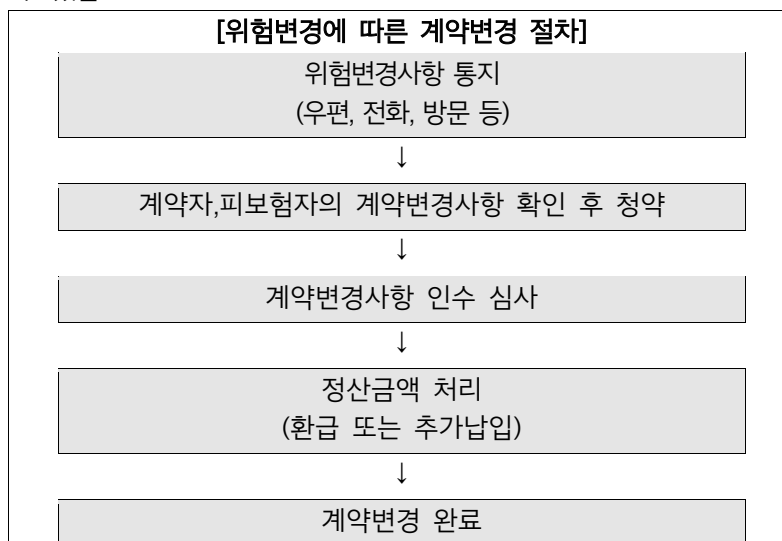 [위험변경에 따른 계약변경 절차]
위험변경사항 통지
(우편, 전화, 방문 등)
↓
계약자,피보험자의 계약변경사항 확인 후 청약
↓
계약변경사항 인수 심사
↓
정산금액 처리
(환급 또는 추가납입)
↓
계약변경 완료